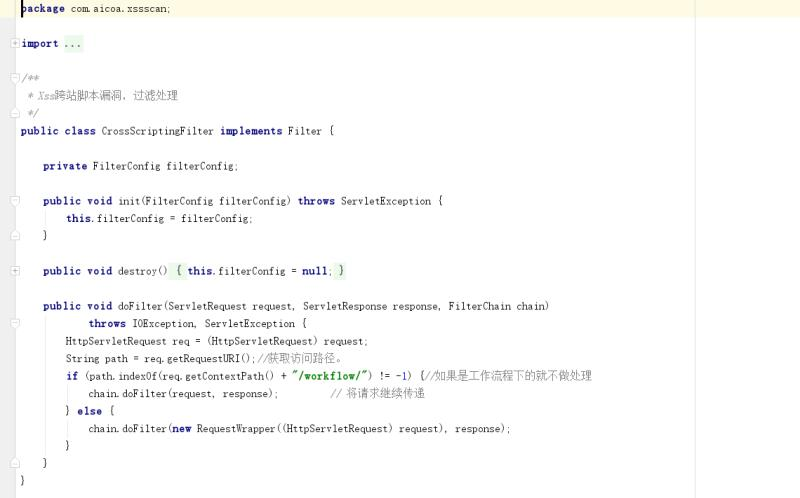 package com.aicoa.xssscan;
import ...
/**
* Xss跨站脚本漏洞，过滤处理
*/
public class CrossScriptingFilter implements Filter {
private FilterConfig filterConfig;
public void init(FilterConfig filterConfig) throws ServletException {
this.filterConfig = filterConfig;
}
public void destroy() { this.filterConfig = null; }
public void doFilter(ServletRequest request, ServletResponse response, FilterChain chain)
throws IOException, ServletException {
HttpServletRequest req = (HttpServletRequest) request;
String path = req.getRequestURI();//获取访问路径。
if (path.indexOf(req.getContextPath() + "/workflow/") != -1) {//如果是工作流程下的就不做处理
chain.doFilter(request, response); // 将请求继续传递
} else {
chain.doFilter(new RequestWrapper((HttpServletRequest) request), response);
}
}
}